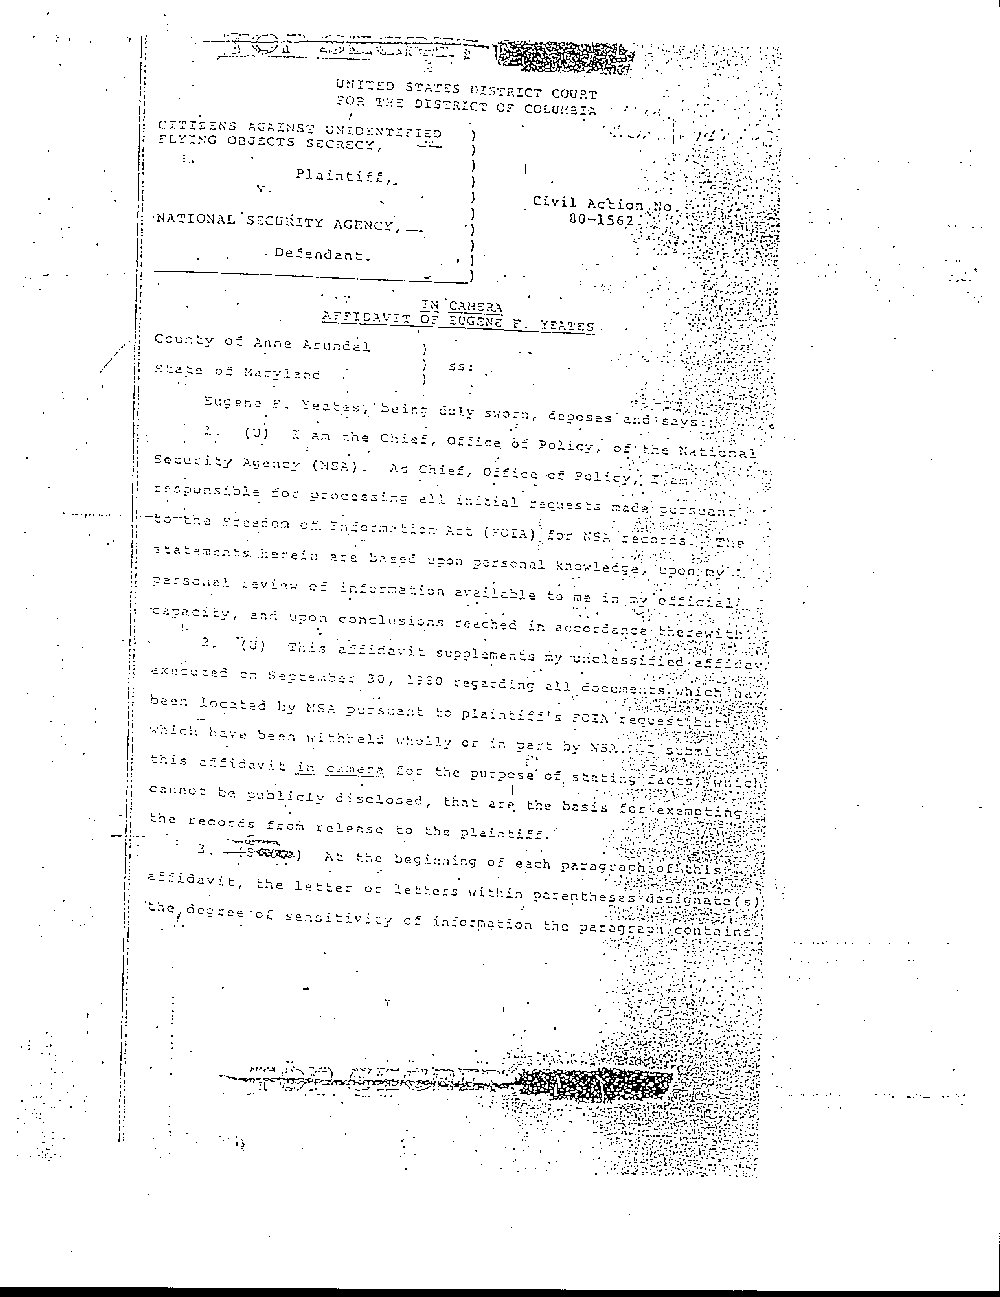 UNITED STATES DISTRICT COURT
FOR THE DISTRICT OF COLUMBIA
CITIZENS AGAINST UNIDENTIFIED )
FLYING OBJECTS SECRECY, )
Plaintiff, )
v. ) Civil Action No.
80-1562
NATIONAL SECURITY AGENCY, )
Defendant. )
IN CAMERA
AFFIDAVIT OF EUGENE F. YEATES
County of Anne Arundel )
) ss:
State of Maryland )
Eugene F. Yeates, being duly sworn, deposes and says:
1. (U) I am the Chief, Office of Policy, of the National
Security Agency (NSA). As Chief, Office of Policy, I am
responsible for processing all initial requests made pursuant
to the Freedom of Information Act (FOIA) for NSA records. The
statements herein are based upon personal knowledge, upon my
personal review of information available to me in my official
capacity, and upon conclusions reached in accordance therewith.
2. (U) This affidavit supplements my unclassified affidav
executed on September 30, 1980 regarding all documents which hav
been located by NSA pursuant to plaintiff's FOIA request but
which have been withheld wholly or in part by NSA. I submit
this affidavit in camera for the purpose of stating facts, which
cannot be publicly disclosed, that are the basis for exempting
the records from release to the plaintiff.
3. At the beginning of each paragraph of this
affidavit, the letter or letters within parentheses designate(s)
the degree of sensitivity of information the paragraph contains.